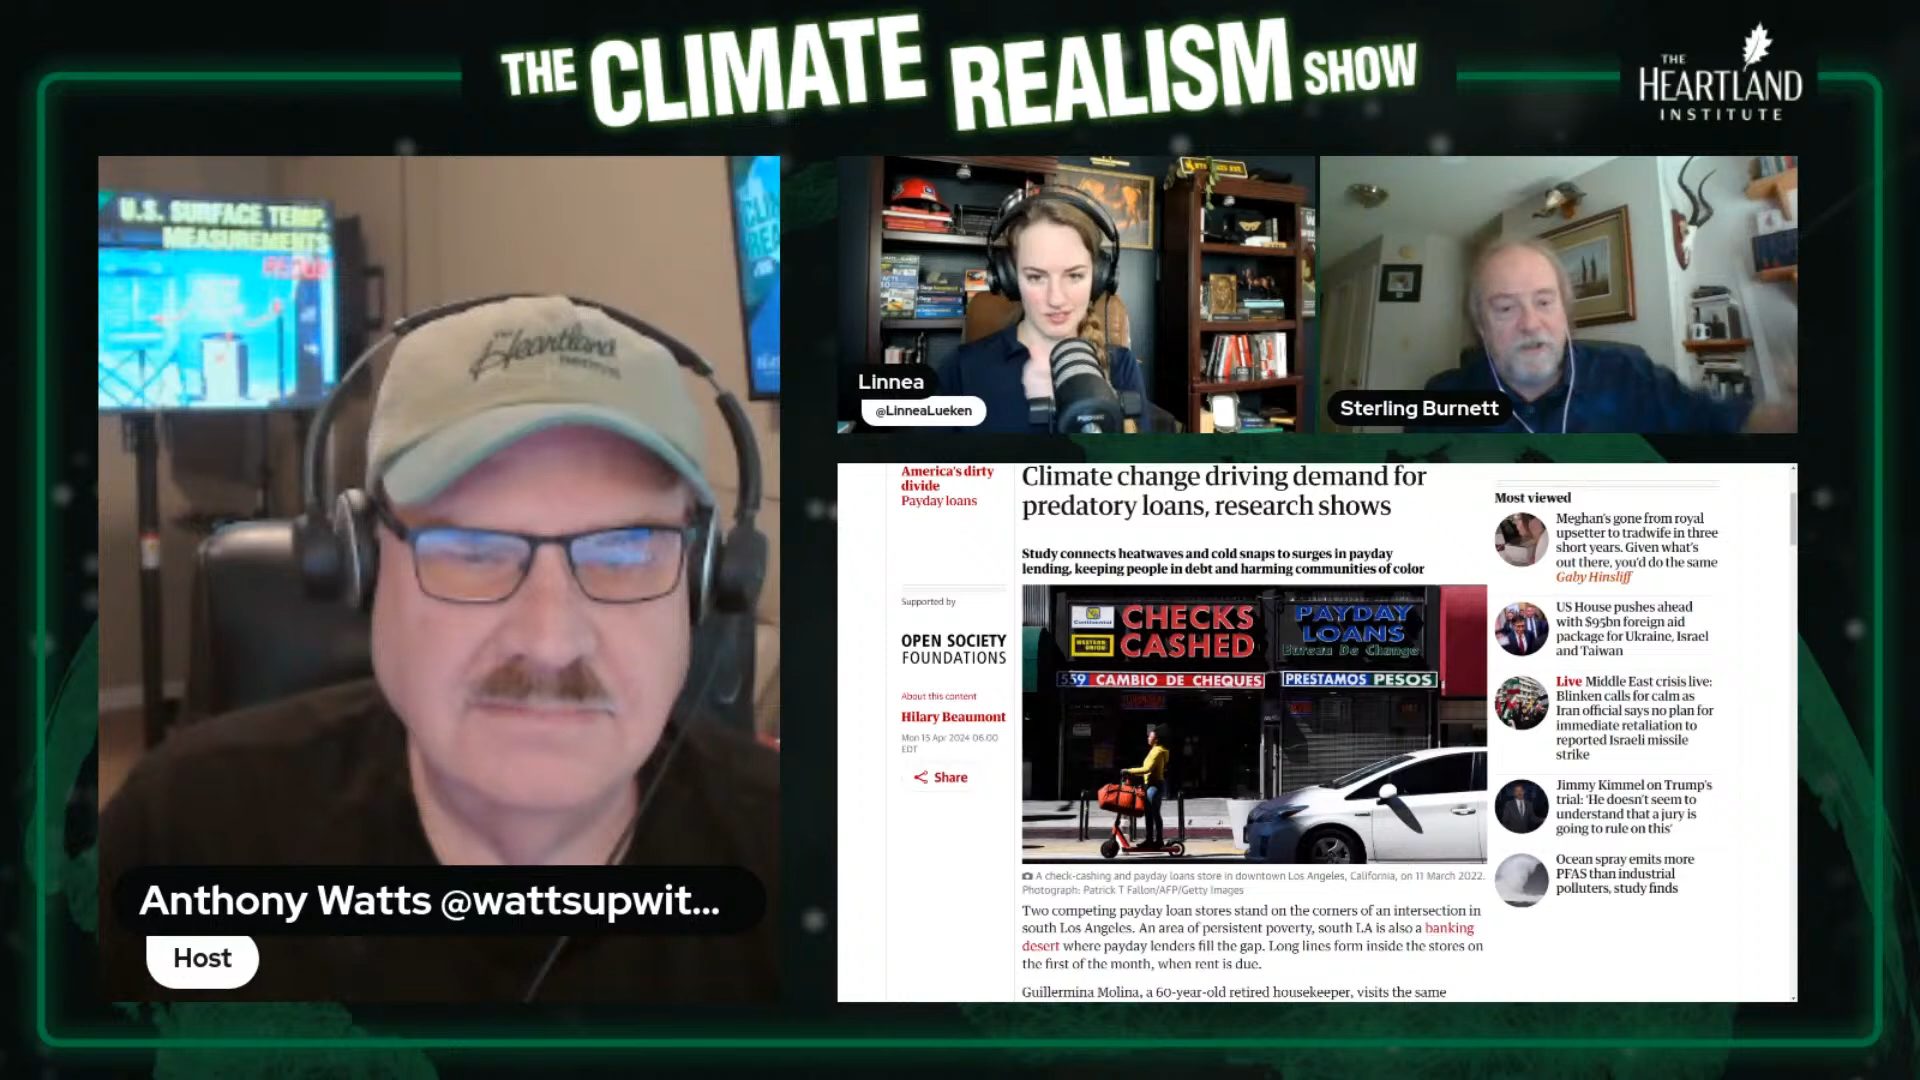 THE CLIMATE REALISM SHOW
THE
HEARTLAND
INSTITUTE
U.S. SURFACE TEMP.
MEASUREMENTS
Heartland
Linnea
@LinneaLueken
Sterling Burnett
Anthony Watts @wattsupwit...
Host
America's dirty
divide
Payday loans
Supported by
OPEN SOCIETY
FOUNDATIONS
About this content
Hilary Beaumont
Mon 15 Apr 2024 06.00
EDT
Share
Climate change driving demand for
predatory loans, research shows
Study connects heatwaves and cold snaps to surges in payday
lending, keeping people in debt and harming communities of color
CHECKS
CASHED
WESTERN
UNION
PAYDAY
LOANS
Bureau De Change
559 CAMBIO DE CHEQUES
PRESTAMOS PESOS
A check-cashing and payday loans store in downtown Los Angeles, California, on 11 March 2022.
Photograph: Patrick T Fallon/AFP/Getty Images
Two competing payday loan stores stand on the corners of an intersection in
south Los Angeles. An area of persistent poverty, south LA is also a banking
desert where payday lenders fill the gap. Long lines form inside the stores on
the first of the month, when rent is due.
Guillermina Molina, a 60-year-old retired housekeeper, visits the same
Most viewed
Meghan's gone from royal
upsetter to tradwife in three
short years. Given what's
out there, you'd do the same
Gaby Hinsliff
US House pushes ahead
with $95bn foreign aid
package for Ukraine, Israel
and Taiwan
Live Middle East crisis live:
Blinken calls for calm as
Iran official says no plan for
immediate retaliation to
reported Israeli missile
strike
Jimmy Kimmel on Trump's
trial: 'He doesn't seem to
understand that a jury is
going to rule on this'
Ocean spray emits more
PFAS than industrial
polluters, study finds